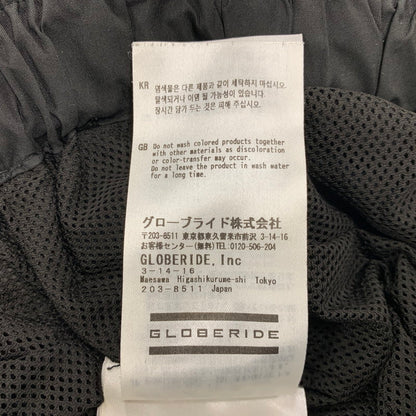 KR 염색물은 다른 제품과 같이 세탁하지 마십시오.
탈색되거나 이염 될 가능성이 있습니다.
장시간 담가 두는 것은 피해 주십시오.
GB Do not wash colored products together
with other materials as discoloration
or color-transfer may occur.
Do not leave the product in wash water
for a long time.
グローブライド株式会社
〒203-8511 東京都東久留米市前沢 3-14-16
お客様センター(無料)TEL:0120-506-204
GLOBERIDE, Inc
3-14-16
Maesawa Higashikurume-shi Tokyo
203-8511 Japan
GLOBERIDE